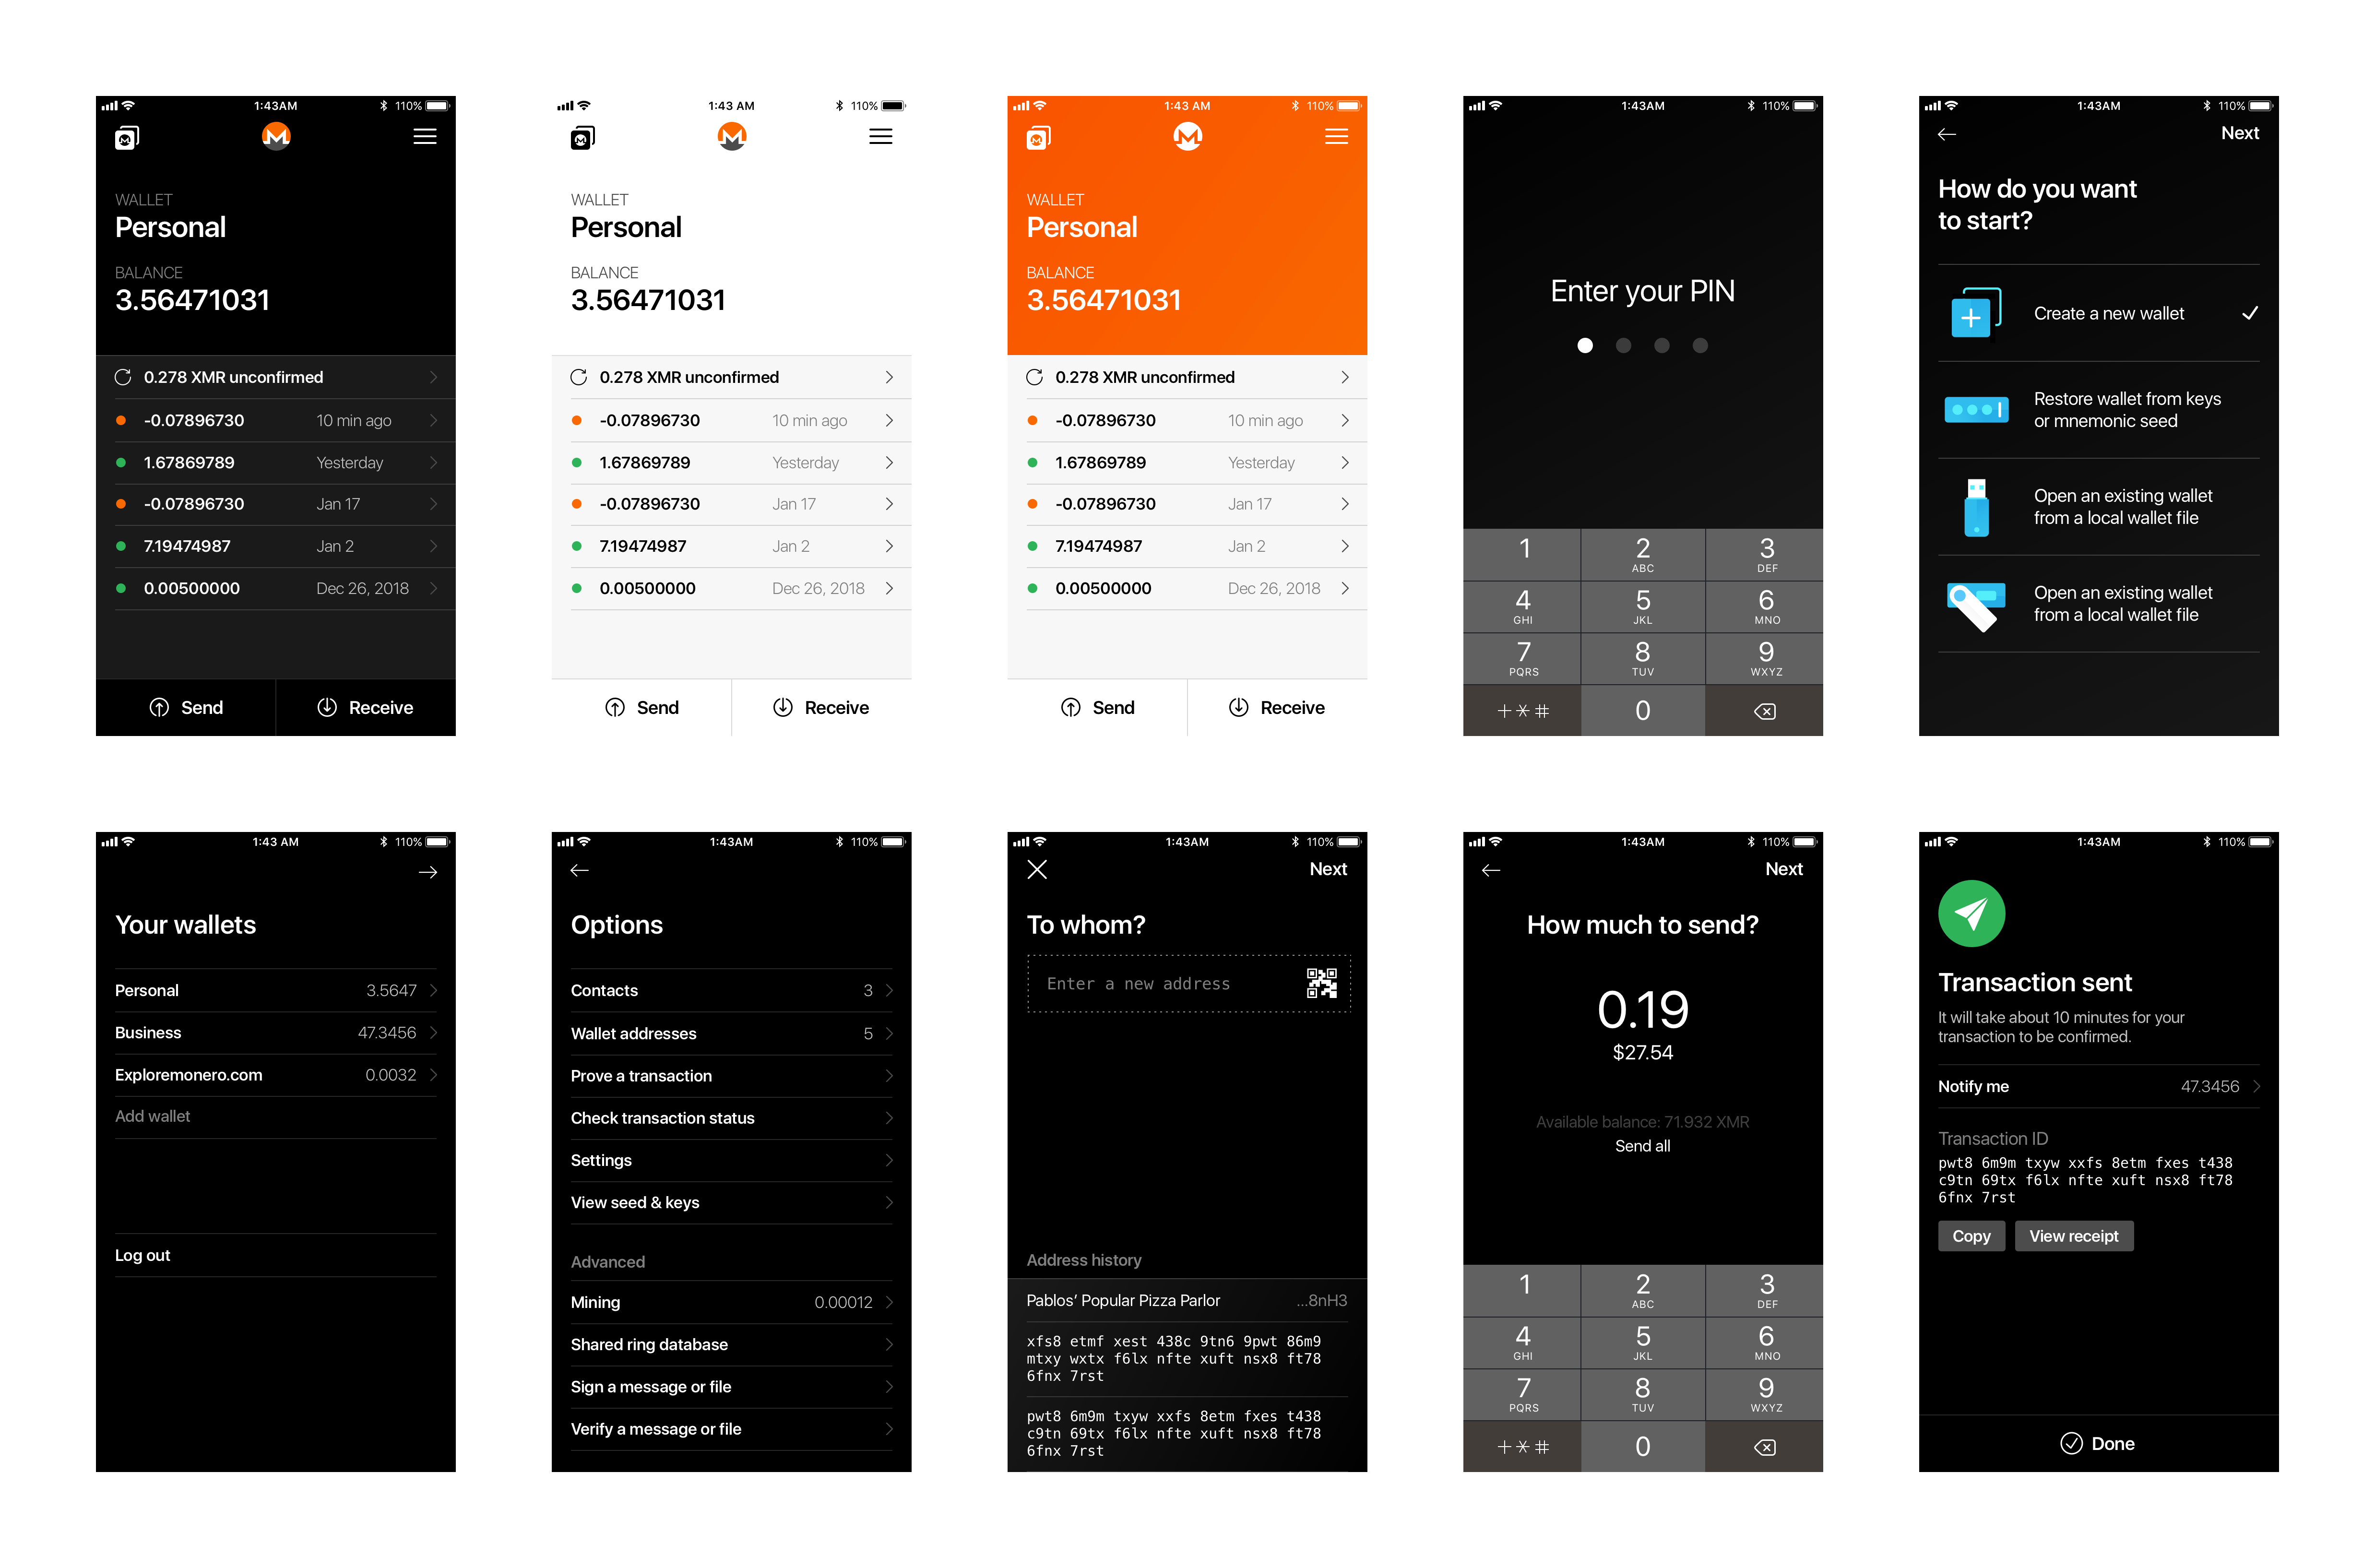 1:43AM 110%
WALLET
Personal
BALANCE
3.56471031
0.278 XMR unconfirmed
-0.07896730 10 min ago
1.67869789 Yesterday
-0.07896730 Jan 17
7.19474987 Jan 2
0.00500000 Dec 26, 2018
Send Receive
1:43 AM 110%
WALLET
Personal
BALANCE
3.56471031
0.278 XMR unconfirmed
-0.07896730 10 min ago
1.67869789 Yesterday
-0.07896730 Jan 17
7.19474987 Jan 2
0.00500000 Dec 26, 2018
Send Receive
1:43 AM 110%
WALLET
Personal
BALANCE
3.56471031
0.278 XMR unconfirmed
-0.07896730 10 min ago
1.67869789 Yesterday
-0.07896730 Jan 17
7.19474987 Jan 2
0.00500000 Dec 26, 2018
Send Receive
1:43AM 110%
Enter your PIN
1 2 3
ABC DEF
4 5 6
GHI JKL MNO
7 8 9
PQRS TUV WXYZ
+*# 0
1:43AM 110%
Next
How do you want
to start?
Create a new wallet
Restore wallet from keys
or mnemonic seed
Open an existing wallet
from a local wallet file
Open an existing wallet
from a local wallet file
1:43 AM 110%
Your wallets
Personal 3.5647
Business 47.3456
Exploremonero.com 0.0032
Add wallet
Log out
1:43AM 110%
Options
Contacts 3
Wallet addresses 5
Prove a transaction
Check transaction status
Settings
View seed & keys
Advanced
Mining 0.00012
Shared ring database
Sign a message or file
Verify a message or file
1:43AM 110%
Next
To whom?
Enter a new address
Address history
Pablos’ Popular Pizza Parlor ...8nH3
xfs8 etmf xest 438c 9tn6 9pwt 86m9
mtxy wxtx f6lx nfte xuft nsx8 ft78
6fnx 7rst
pwt8 6m9m txyw xxfs 8etm fxes t438
c9tn 69tx f6lx nfte xuft nsx8 ft78
6fnx 7rst
1:43AM 110%
Next
How much to send?
0.19
$27.54
Available balance: 71.932 XMR
Send all
1 2 3
ABC DEF
4 5 6
GHI JKL MNO
7 8 9
PQRS TUV WXYZ
+*# 0
1:43AM 110%
Transaction sent
It will take about 10 minutes for your
transaction to be confirmed.
Notify me 47.3456
Transaction ID
pwt8 6m9m txyw xxfs 8etm fxes t438
c9tn 69tx f6lx nfte xuft nsx8 ft78
6fnx 7rst
Copy View receipt
Done